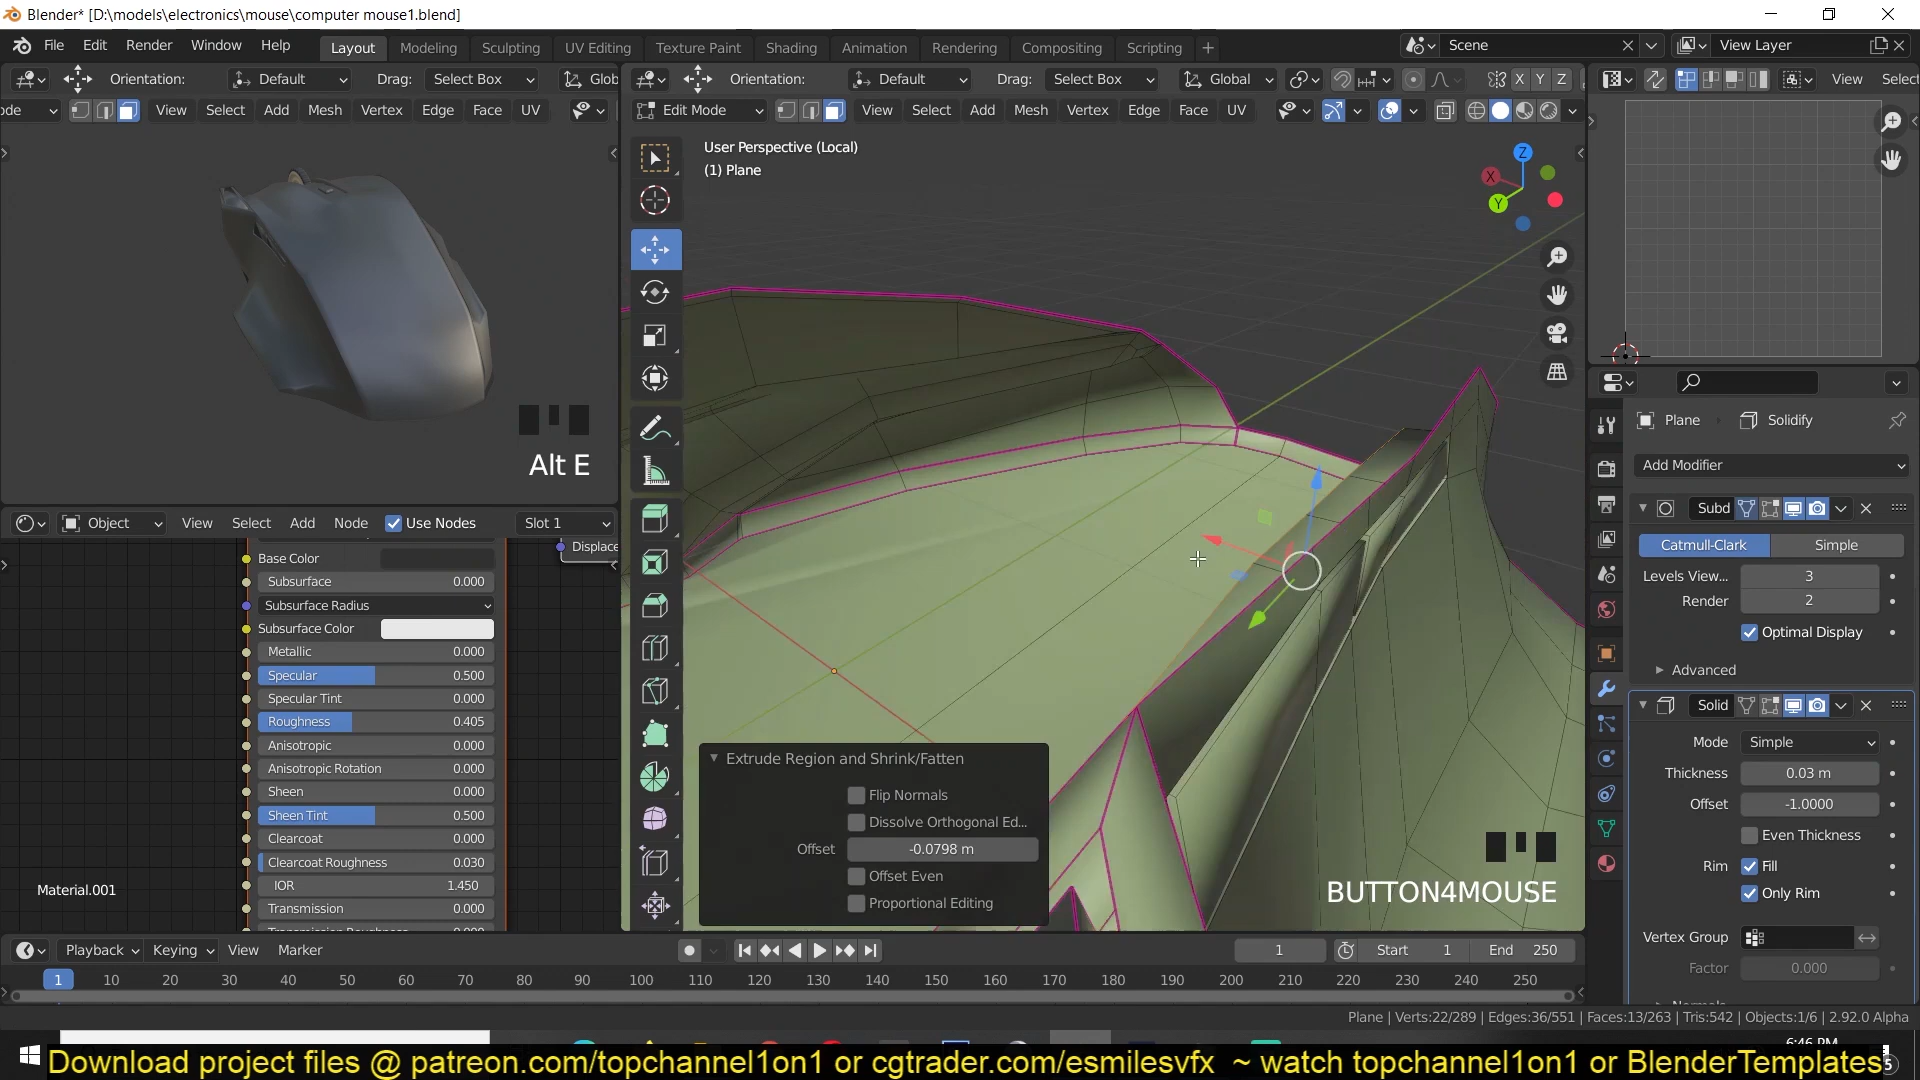 Blender* [D:\models\electronics\mouse\computer mouse1.blend]
File Edit Render Window Help Layout Modeling Sculpting UV Editing Texture Paint Shading Animation Rendering Compositing Scripting + Scene View Layer
Orientation: Default Drag: Select Box Glob Orientation: Default Drag: Select Box Global X Y Z View Select
ode View Select Add Mesh Vertex Edge Face UV Edit Mode View Select Add Mesh Vertex Edge Face UV
User Perspective (Local)
(1) Plane
Z
X
Y
Alt E
Plane Solidify
Add Modifier
Subd
Catmull-Clark Simple
Levels View... 3
Render 2
Optimal Display
Advanced
Solid
Mode Simple
Thickness 0.03 m
Offset -1.0000
Even Thickness
Rim Fill
Only Rim
Vertex Group
Factor 0.000
Object View Select Add Node Use Nodes Slot 1
Displace
Base Color
Subsurface 0.000
Subsurface Radius
Subsurface Color
Metallic 0.000
Specular 0.500
Specular Tint 0.000
Roughness 0.405
Anisotropic 0.000
Anisotropic Rotation 0.000
Sheen 0.000
Sheen Tint 0.500
Clearcoat 0.000
Clearcoat Roughness 0.030
IOR 1.450
Transmission 0.000
Material.001
Extrude Region and Shrink/Fatten
Flip Normals
Dissolve Orthogonal Ed...
Offset -0.0798 m
Offset Even
Proportional Editing
BUTTON4MOUSE
Playback Keying View Marker 1 Start 1 End 250
1 10 20 30 40 50 60 70 80 90 100 110 120 130 140 150 160 170 180 190 200 210 220 230 240 250
Plane | Verts:22/289 | Edges:36/551 | Faces:13/263 | Tris:542 | Objects:1/6 | 2.92.0 Alpha
6:46 PM
Download project files @ patreon.com/topchannel1on1 or cgtrader.com/esmilesvfx ~ watch topchannel1on1 or BlenderTemplates